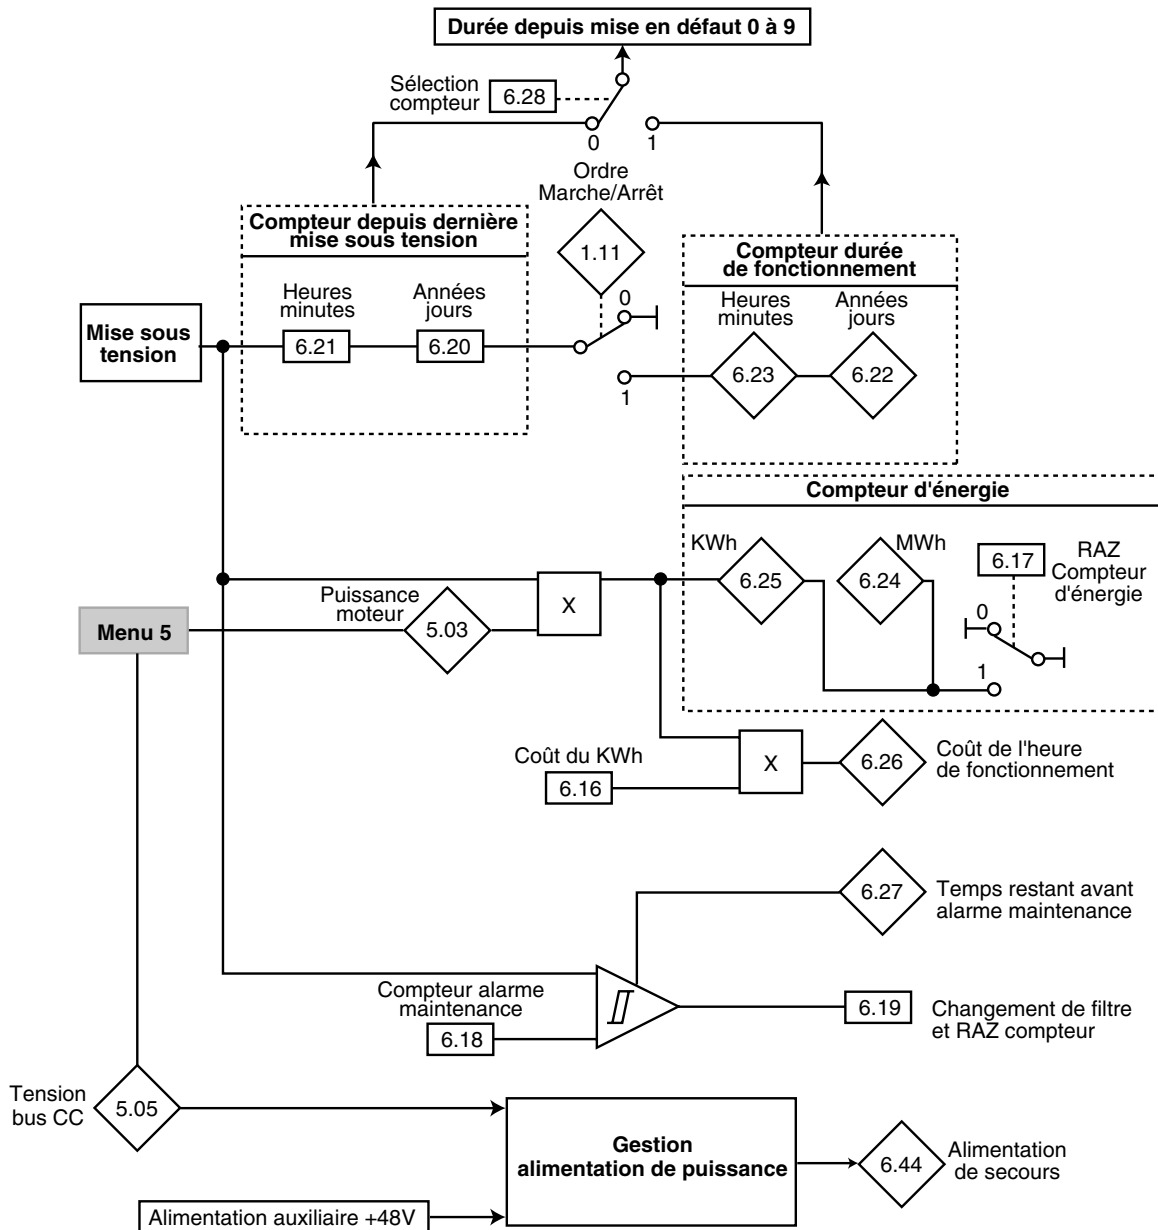 Durée depuis mise en défaut 0 à 9
Sélection
compteur
6.28
0
1
Ordre
Marche/Arrêt
1.11
Compteur depuis dernière
mise sous tension
Heures
minutes
6.21
Années
jours
6.20
Mise sous
tension
0
1
Compteur durée
de fonctionnement
Heures
minutes
6.23
Années
jours
6.22
Compteur d'énergie
KWh
6.25
MWh
6.24
6.17
RAZ
Compteur
d'énergie
0
1
Menu 5
Puissance
moteur
5.03
X
Coût du KWh
6.16
X
6.26
Coût de l'heure
de fonctionnement
6.27
Temps restant avant
alarme maintenance
Compteur alarme
maintenance
6.18
6.19
Changement de filtre
et RAZ compteur
Tension
bus CC
5.05
Gestion
alimentation de puissance
6.44
Alimentation
de secours
Alimentation auxiliaire +48V